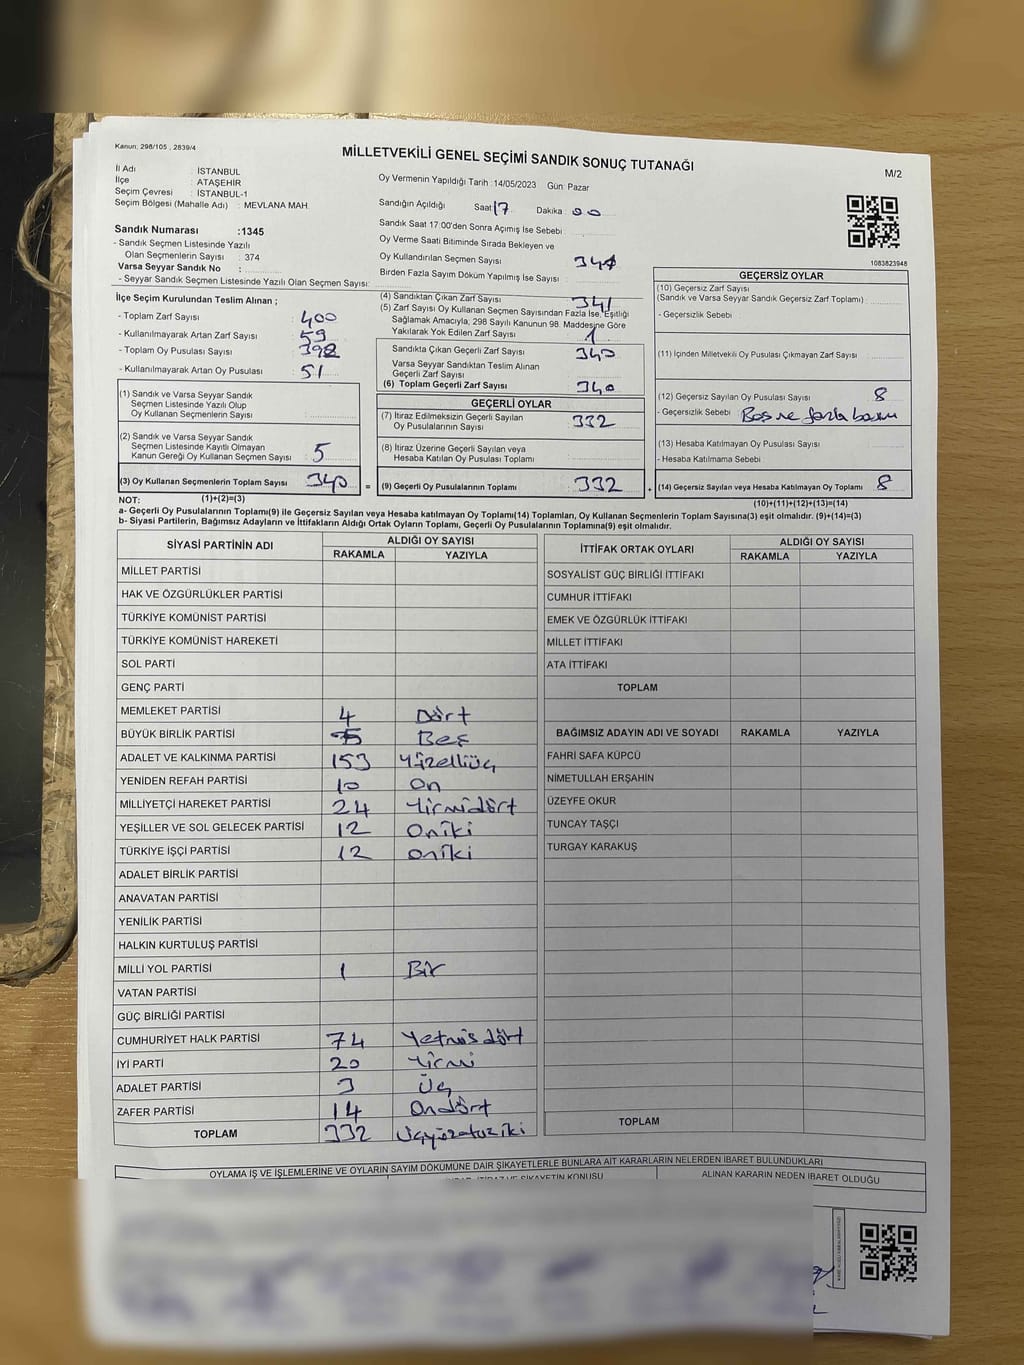 Kanun; 298/105 , 2839/4
MİLLETVEKİLİ GENEL SEÇİMİ SANDIK SONUÇ TUTANAĞI
M/2
İl Adı : İSTANBUL
İlçe : ATAŞEHİR
Seçim Çevresi : İSTANBUL-1
Seçim Bölgesi (Mahalle Adı) : MEVLANA MAH.
Oy Vermenin Yapıldığı Tarih :14/05/2023 Gün: Pazar
Sandığın Açıldığı Saat 17 Dakika 00
Sandık Saat 17:00'den Sonra Açımış İse Sebebi :
Oy Verme Saati Bitiminde Sırada Bekleyen ve
Oy Kullandırılan Seçmen Sayısı
Birden Fazla Sayım Döküm Yapılmış İse Sayısı :
1083823948
Sandık Numarası :1345
- Sandık Seçmen Listesinde Yazılı
Olan Seçmenlerin Sayısı : 374
Varsa Seyyar Sandık No :
- Seyyar Sandık Seçmen Listesinde Yazılı Olan Seçmen Sayısı:
İlçe Seçim Kurulundan Teslim Alınan ;
- Toplam Zarf Sayısı : 400
- Kullanılmayarak Artan Zarf Sayısı : 59
- Toplam Oy Pusulası Sayısı : 392
- Kullanılmayarak Artan Oy Pusulası : 51
(1) Sandık ve Varsa Seyyar Sandık
Seçmen Listesinde Yazılı Olup
Oy Kullanan Seçmenlerin Sayısı :
(2) Sandık ve Varsa Seyyar Sandık
Seçmen Listesinde Kayıtlı Olmayan
Kanun Gereği Oy Kullanan Seçmen Sayısı : 5
(3) Oy Kullanan Seçmenlerin Toplam Sayısı : 340
(4) Sandıktan Çıkan Zarf Sayısı : 341
(5) Zarf Sayısı Oy Kullanan Seçmen Sayısından Fazla İse, Eşitliği
Sağlamak Amacıyla, 298 Sayılı Kanunun 98. Maddesine Göre
Yakılarak Yok Edilen Zarf Sayısı : 1
Sandıkta Çıkan Geçerli Zarf Sayısı : 340
Varsa Seyyar Sandıktan Teslim Alınan
Geçerli Zarf Sayısı :
(6) Toplam Geçerli Zarf Sayısı : 340
GEÇERLİ OYLAR
(7) İtiraz Edilmeksizin Geçerli Sayılan
Oy Pusulalarının Sayısı : 332
(8) İtiraz Üzerine Geçerli Sayılan veya
Hesaba Katılan Oy Pusulası Toplamı :
= (9) Geçerli Oy Pusulalarının Toplamı : 332
GEÇERSİZ OYLAR
(10) Geçersiz Zarf Sayısı
(Sandık ve Varsa Seyyar Sandık Geçersiz Zarf Toplamı) :
- Geçersizlik Sebebi :
(11) İçinden Milletvekili Oy Pusulası Çıkmayan Zarf Sayısı :
(12) Geçersiz Sayılan Oy Pusulası Sayısı : 8
- Geçersizlik Sebebi : Boş ve fazla basım
(13) Hesaba Katılmayan Oy Pusulası Sayısı :
- Hesaba Katılmama Sebebi
+ (14) Geçersiz Sayılan veya Hesaba Katılmayan Oy Toplamı : 8
NOT: (1)+(2)=(3)
(10)+(11)+(12)+(13)=(14)
a- Geçerli Oy Pusulalarının Toplamı(9) ile Geçersiz Sayılan veya Hesaba katılmayan Oy Toplamı(14) Toplamları, Oy Kullanan Seçmenlerin Toplam Sayısına(3) eşit olmalıdır. (9)+(14)=(3)
b- Siyasi Partilerin, Bağımsız Adayların ve İttifakların Aldığı Ortak Oyların Toplamı, Geçerli Oy Pusulalarının Toplamına(9) eşit olmalıdır.
SİYASİ PARTİNİN ADI ALDIĞI OY SAYISI
RAKAMLA YAZIYLA
MİLLET PARTİSİ
HAK VE ÖZGÜRLÜKLER PARTİSİ
TÜRKİYE KOMÜNİST PARTİSİ
TÜRKİYE KOMÜNİST HAREKETİ
SOL PARTİ
GENÇ PARTİ
MEMLEKET PARTİSİ 4 Dört
BÜYÜK BİRLİK PARTİSİ 5 Beş
ADALET VE KALKINMA PARTİSİ 153 Yüzelliüç
YENİDEN REFAH PARTİSİ 10 On
MİLLİYETÇİ HAREKET PARTİSİ 24 Yirmidört
YEŞİLLER VE SOL GELECEK PARTİSİ 12 Oniki
TÜRKİYE İŞÇİ PARTİSİ 12 oniki
ADALET BİRLİK PARTİSİ
ANAVATAN PARTİSİ
YENİLİK PARTİSİ
HALKIN KURTULUŞ PARTİSİ
MİLLİ YOL PARTİSİ 1 Bir
VATAN PARTİSİ
GÜÇ BİRLİĞİ PARTİSİ
CUMHURİYET HALK PARTİSİ 74 Yetmiş dört
İYİ PARTİ 20 Yirmi
ADALET PARTİSİ 3 Üç
ZAFER PARTİSİ 14 Ondört
TOPLAM 332 Üçyüzotuziki
İTTİFAK ORTAK OYLARI ALDIĞI OY SAYISI
RAKAMLA YAZIYLA
SOSYALİST GÜÇ BİRLİĞİ İTTİFAKI
CUMHUR İTTİFAKI
EMEK VE ÖZGÜRLÜK İTTİFAKI
MİLLET İTTİFAKI
ATA İTTİFAKI
TOPLAM
BAĞIMSIZ ADAYIN ADI VE SOYADI RAKAMLA YAZIYLA
FAHRİ SAFA KÜPCÜ
NİMETULLAH ERŞAHİN
ÜZEYFE OKUR
TUNCAY TAŞÇI
TURGAY KARAKUŞ
TOPLAM
OYLAMA İŞ VE İŞLEMLERİNE VE OYLARIN SAYIM DÖKÜMÜNE DAİR ŞİKAYETLERLE BUNLARA AİT KARARLARIN NELERDEN İBARET BULUNDUKLARI
İTİRAZ VE ŞİKAYETİN KONUSU
ALINAN KARARIN NEDEN İBARET OLDUĞU